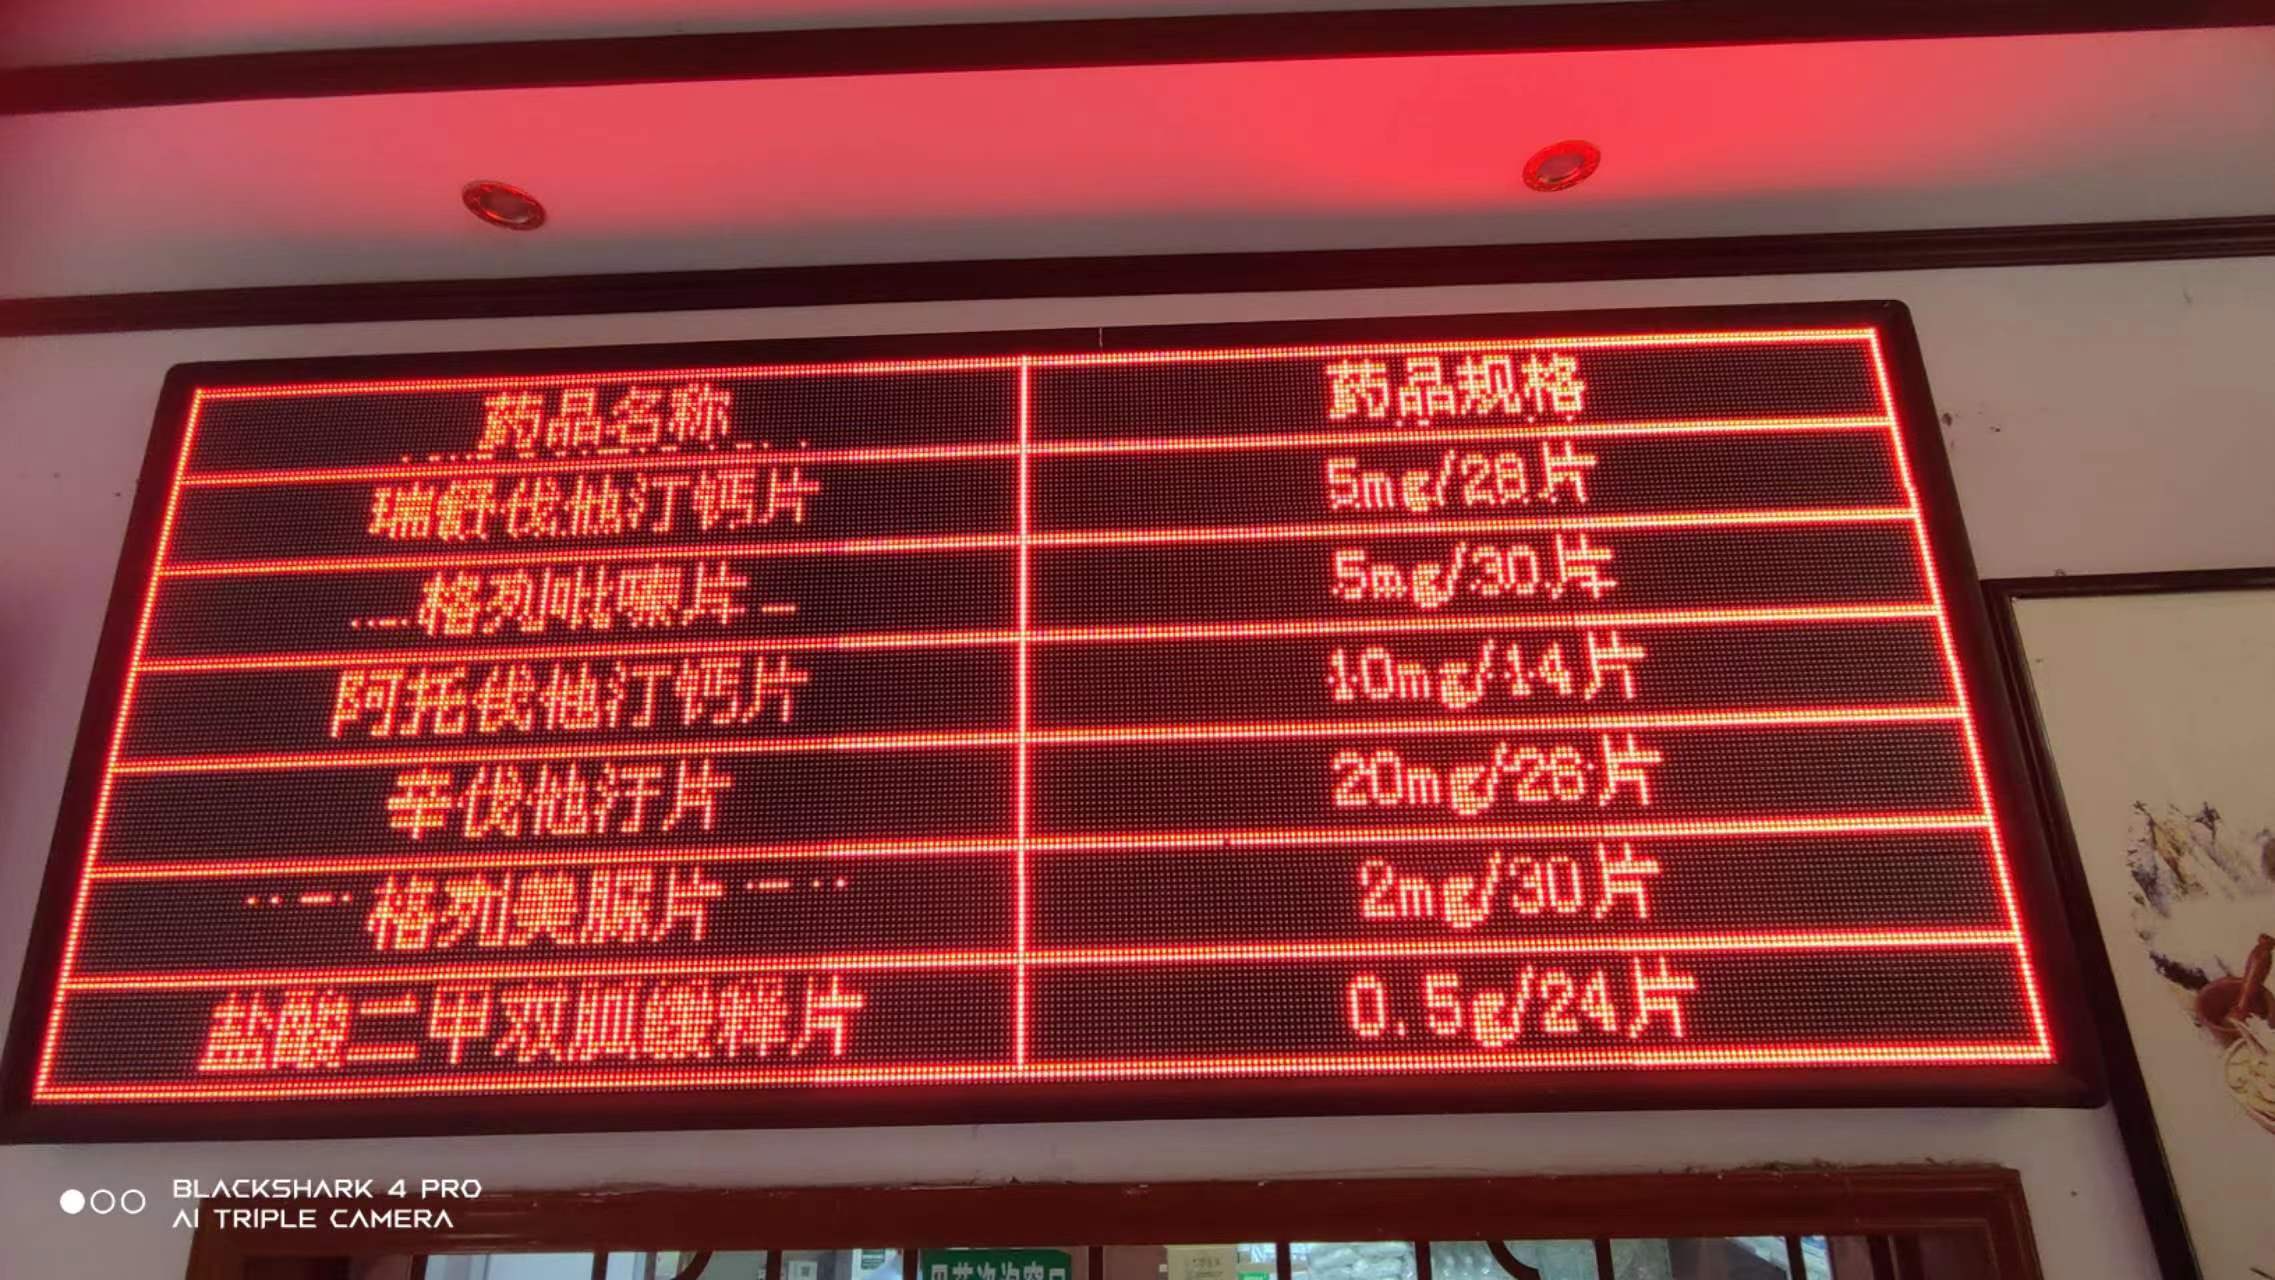 药品名称 药品规格
瑞舒伐他汀钙片 5mg/28片
格列吡嗪片 5mg/30片
阿托伐他汀钙片 10mg/14片
辛伐他汀片 20mg/26片
格列美脲片 2mg/30片
盐酸二甲双胍缓释片 0.5g/24片
BLACKSHARK 4 PRO
AI TRIPLE CAMERA